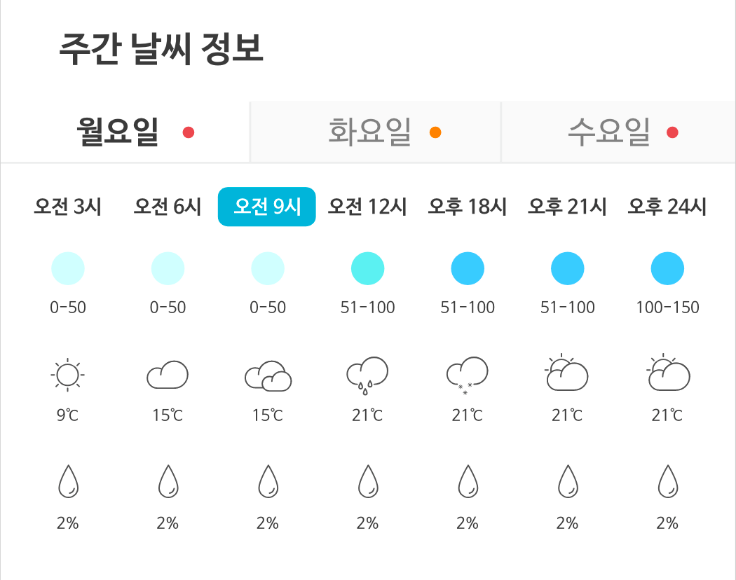 주간 날씨 정보
월요일 화요일 수요일
오전 3시 오전 6시 오전 9시 오전 12시 오후 18시 오후 21시 오후 24시
0-50 0-50 0-50 51-100 51-100 51-100 100-150
9℃ 15℃ 15℃ 21℃ 21℃ 21℃ 21℃
2% 2% 2% 2% 2% 2% 2%